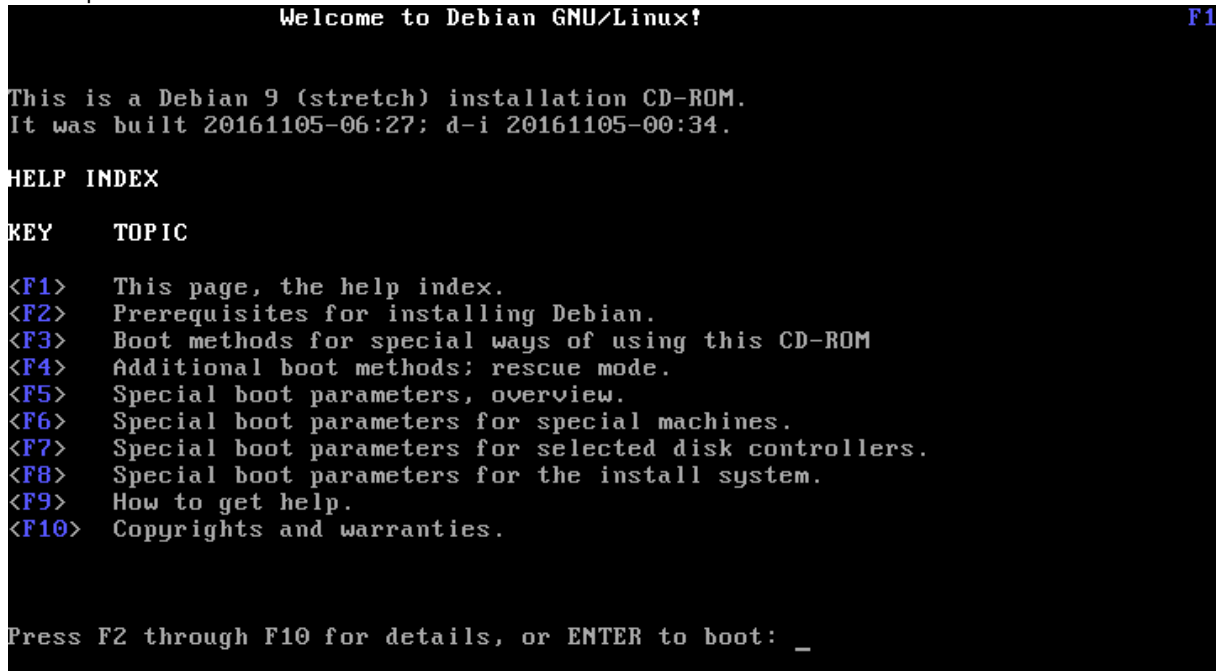 Welcome to Debian GNU/Linux! F1
This is a Debian 9 (stretch) installation CD-ROM.
It was built 20161105-06:27; d-i 20161105-00:34.
HELP INDEX
KEY TOPIC
<F1> This page, the help index.
<F2> Prerequisites for installing Debian.
<F3> Boot methods for special ways of using this CD-ROM
<F4> Additional boot methods; rescue mode.
<F5> Special boot parameters, overview.
<F6> Special boot parameters for special machines.
<F7> Special boot parameters for selected disk controllers.
<F8> Special boot parameters for the install system.
<F9> How to get help.
<F10> Copyrights and warranties.
Press F2 through F10 for details, or ENTER to boot: _